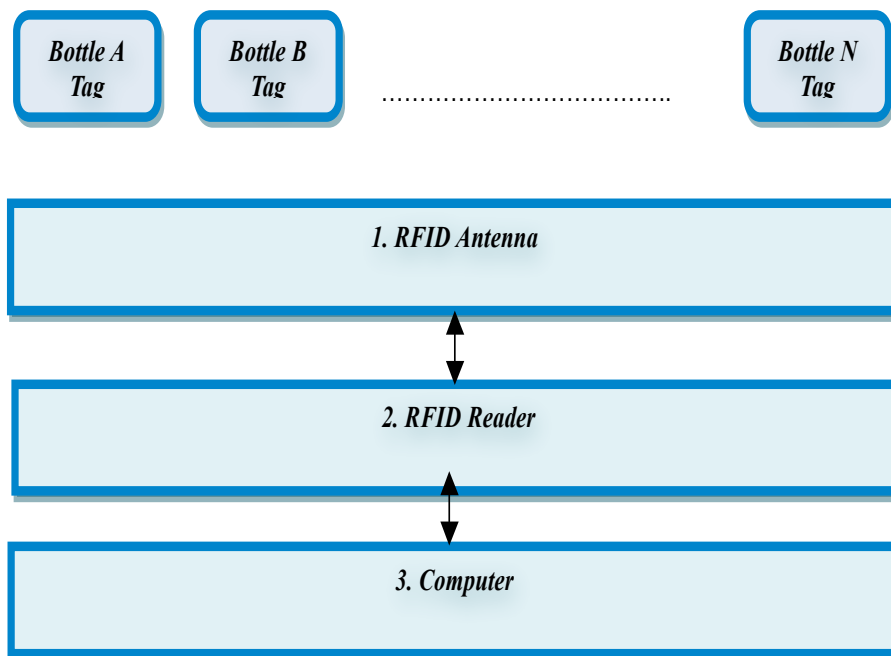 Bottle A
Tag
Bottle B
Tag
…………………………………..
Bottle N
Tag
1. RFID Antenna
2. RFID Reader
3. Computer